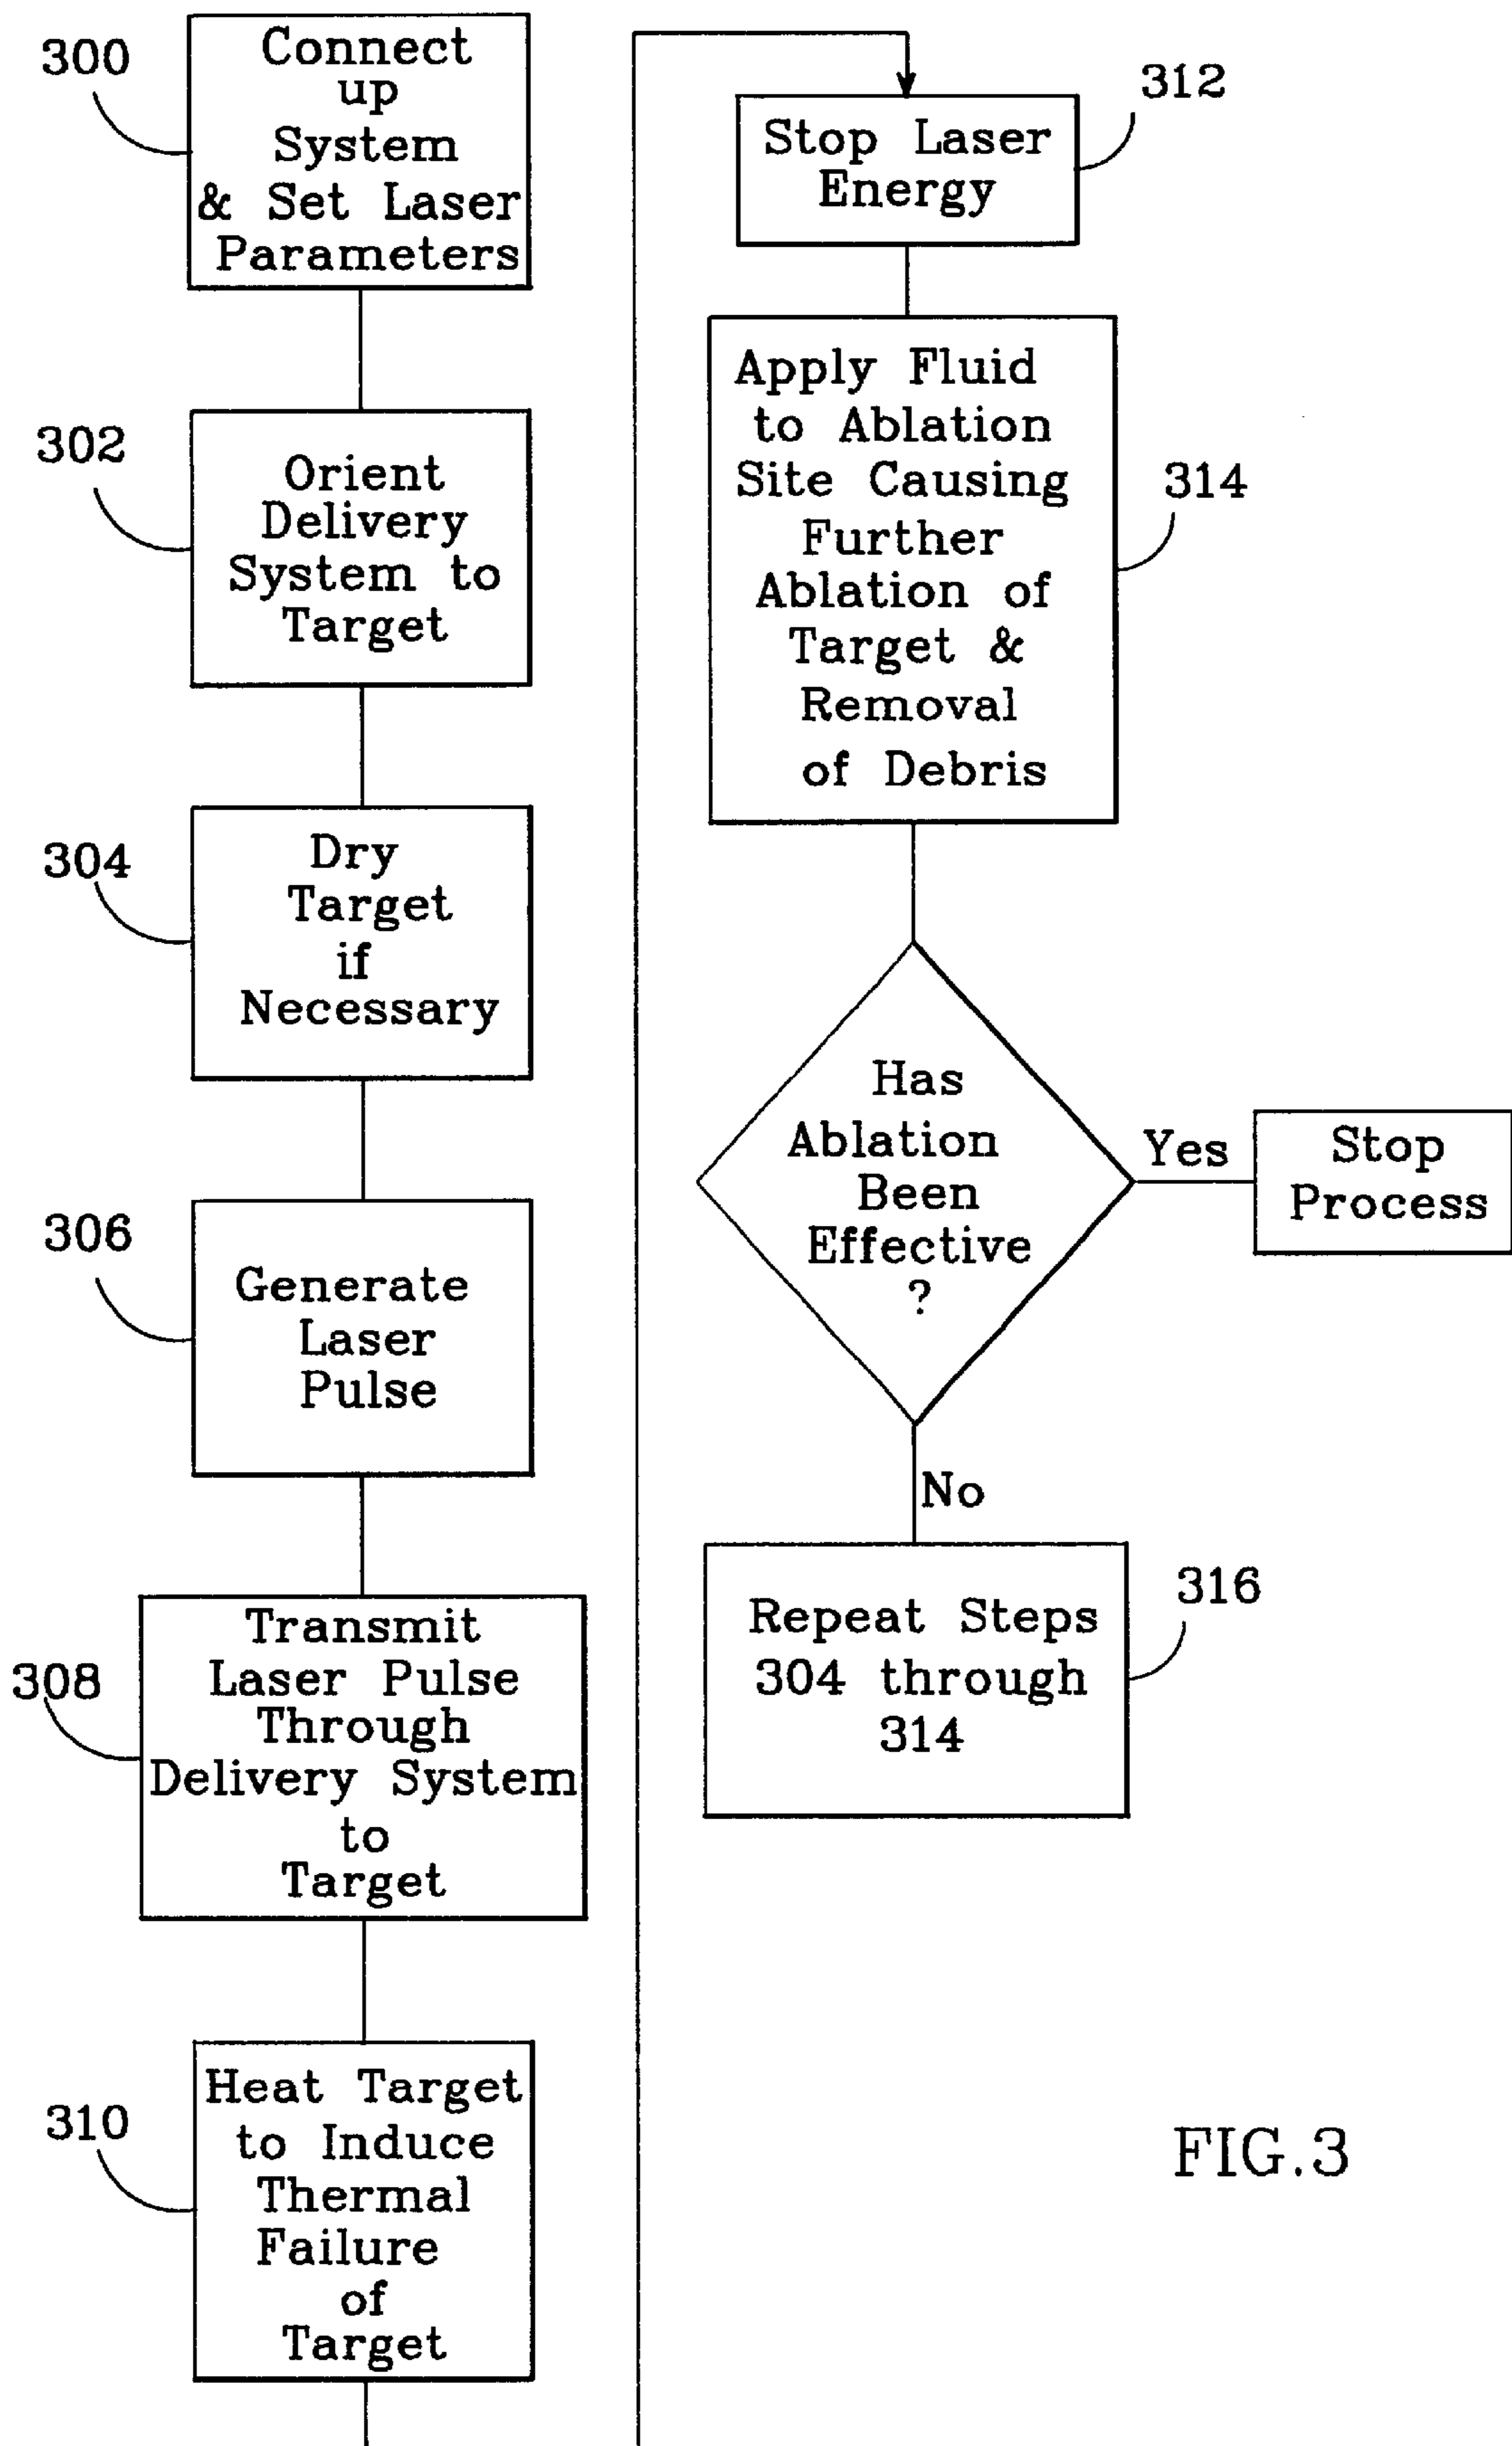 300
Connect
up
System
& Set Laser
Parameters
302
Orient
Delivery
System to
Target
304
Dry
Target
if
Necessary
306
Generate
Laser
Pulse
308
Transmit
Laser Pulse
Through
Delivery System
to
Target
310
Heat Target
to Induce
Thermal
Failure
of
Target
312
Stop Laser
Energy
314
Apply Fluid
to Ablation
Site Causing
Further
Ablation of
Target &
Removal
of Debris
Has
Ablation
Been
Effective
?
Yes
Stop
Process
No
316
Repeat Steps
304 through
314
FIG.3